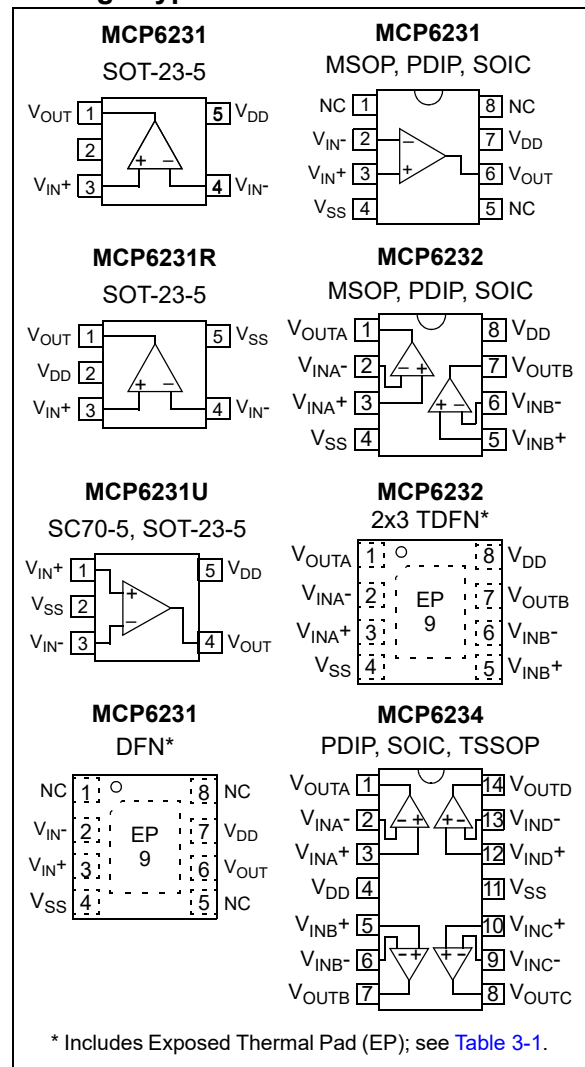 MCP6231
SOT-23-5
VOUT 1
5 VDD
2
VIN+ 3
4 VIN-
+ –
MCP6231
MSOP, PDIP, SOIC
NC 1
8 NC
VIN- 2
7 VDD
VIN+ 3
6 VOUT
VSS 4
5 NC
–
+
MCP6231R
SOT-23-5
VOUT 1
5 VSS
VDD 2
VIN+ 3
4 VIN-
+ –
MCP6232
MSOP, PDIP, SOIC
VOUTA 1
8 VDD
VINA- 2
7 VOUTB
VINA+ 3
6 VINB-
VSS 4
5 VINB+
- +
+ -
MCP6231U
SC70-5, SOT-23-5
VIN+ 1
5 VDD
VSS 2
VIN- 3
4 VOUT
+
–
MCP6232
2x3 TDFN*
VOUTA 1
8 VDD
VINA- 2
7 VOUTB
EP
9
VINA+ 3
6 VINB-
VSS 4
5 VINB+
MCP6231
DFN*
NC 1
8 NC
VIN- 2
7 VDD
EP
9
VIN+ 3
6 VOUT
VSS 4
5 NC
MCP6234
PDIP, SOIC, TSSOP
VOUTA 1
14 VOUTD
VINA- 2
- +
+ -
13 VIND-
VINA+ 3
12 VIND+
VDD 4
11 VSS
VINB+ 5
10 VINC+
VINB- 6
- +
+ -
9 VINC-
VOUTB 7
8 VOUTC
* Includes Exposed Thermal Pad (EP); see Table 3-1.